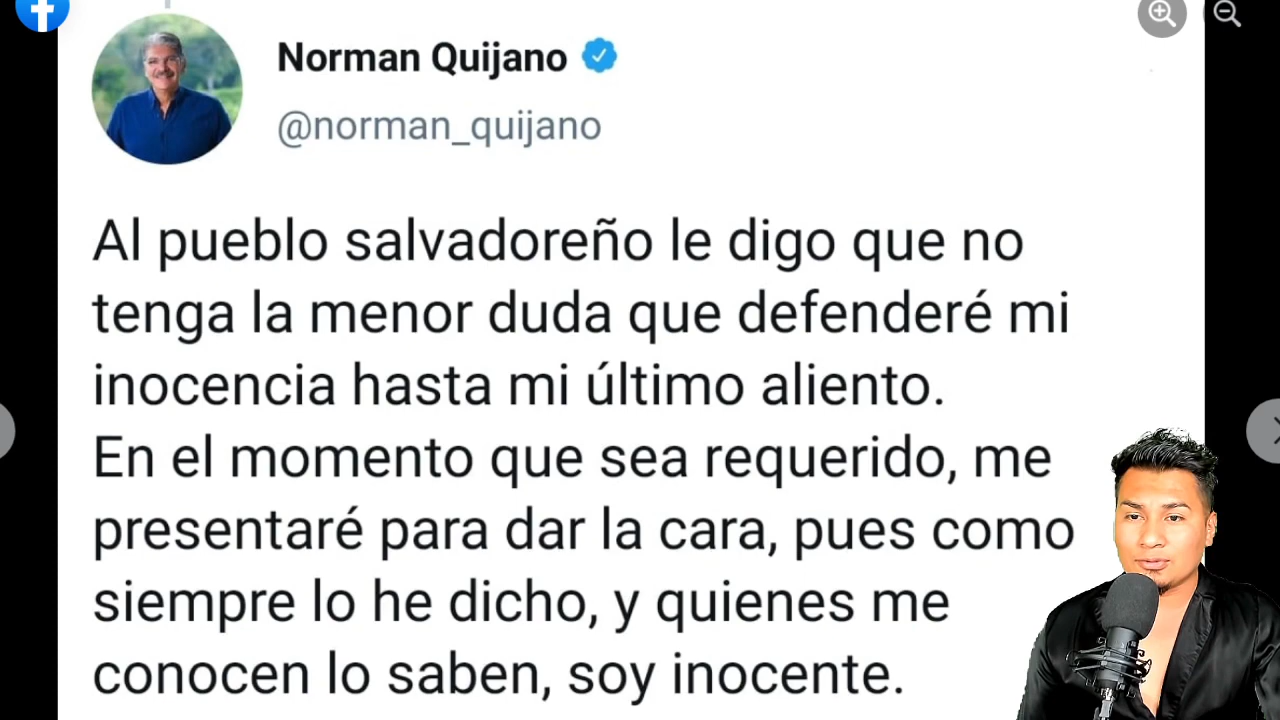 Norman Quijano
@norman_quijano
Al pueblo salvadoreño le digo que no
tenga la menor duda que defenderé mi
inocencia hasta mi último aliento.
En el momento que sea requerido, me
presentaré para dar la cara, pues como
siempre lo he dicho, y quienes me
conocen lo saben, soy inocente.